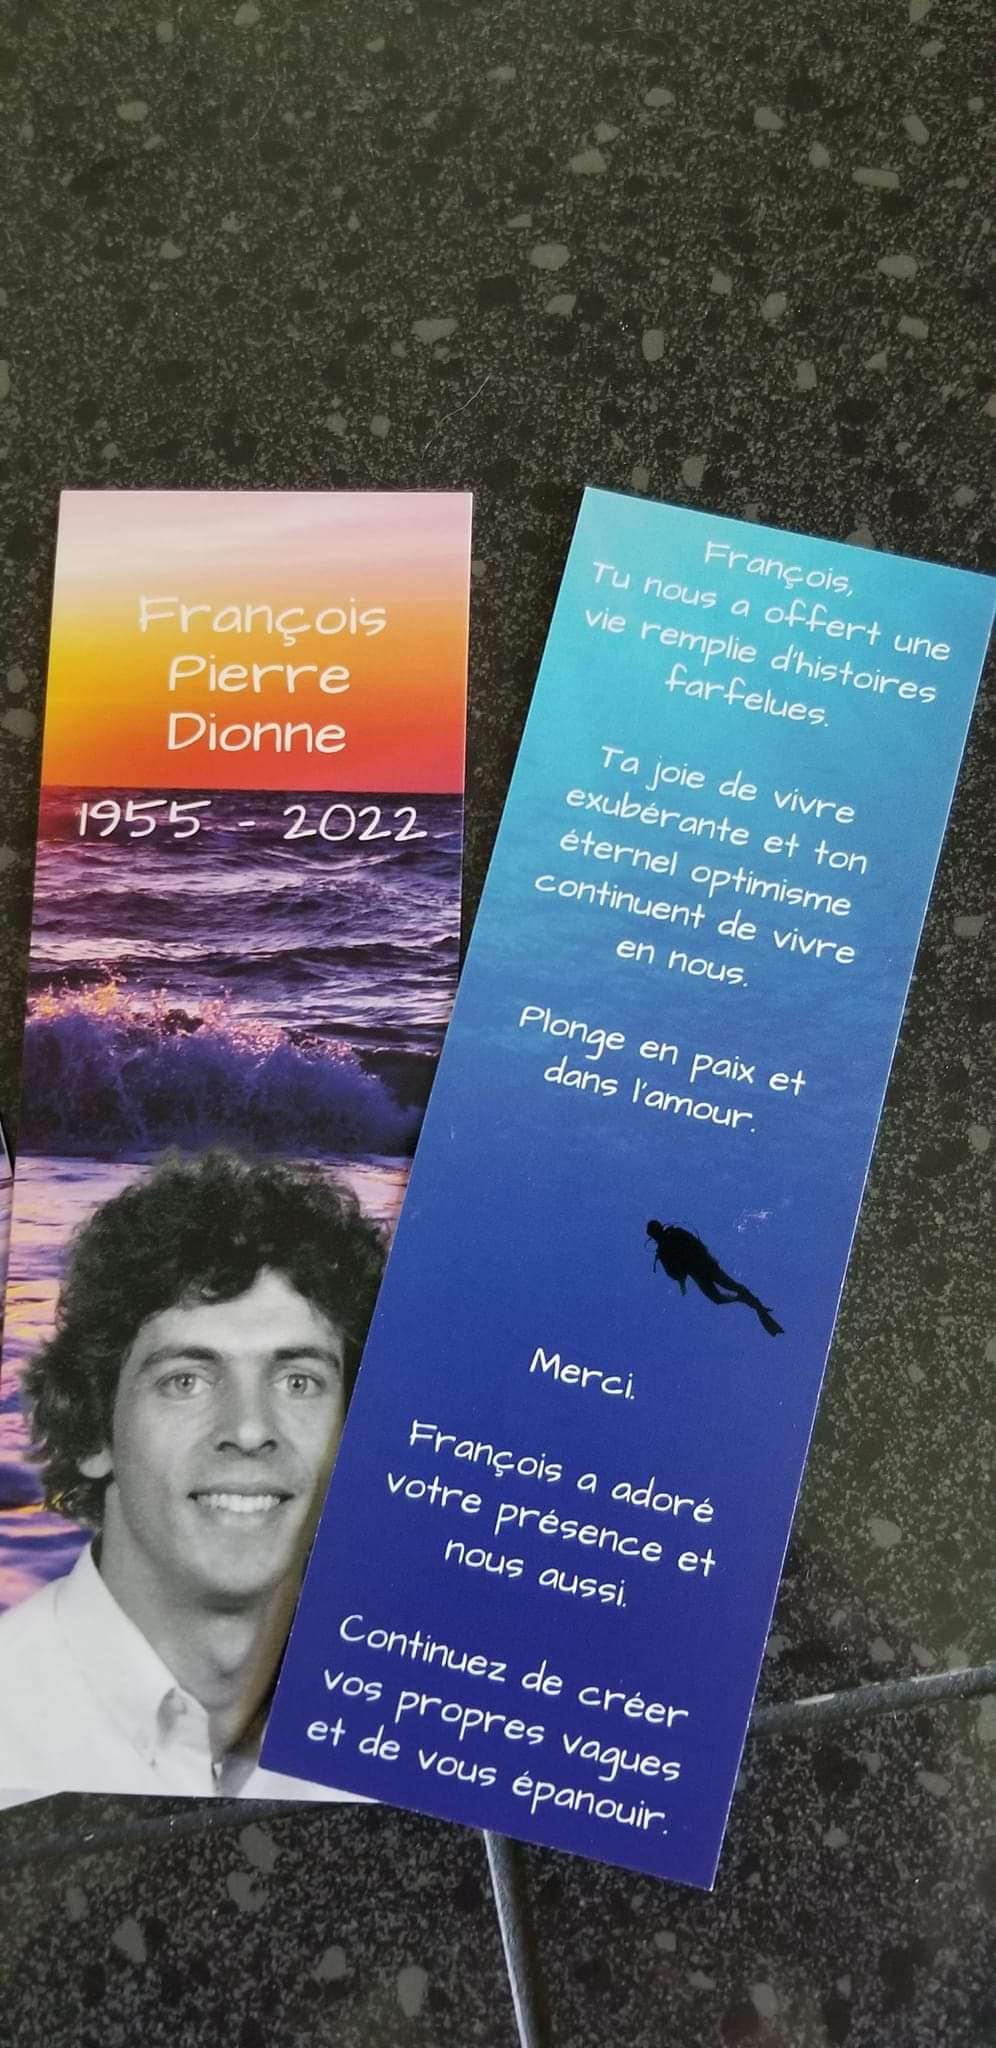 François
Pierre
Dionne
1955 - 2022
François,
Tu nous a offert une
vie remplie d'histoires
farfelues.
Ta joie de vivre
exubérante et ton
éternel optimisme
continuent de vivre
en nous.
Plonge en paix et
dans l'amour.
Merci.
François a adoré
votre présence et
nous aussi.
Continuez de créer
vos propres vagues
et de vous épanouir.